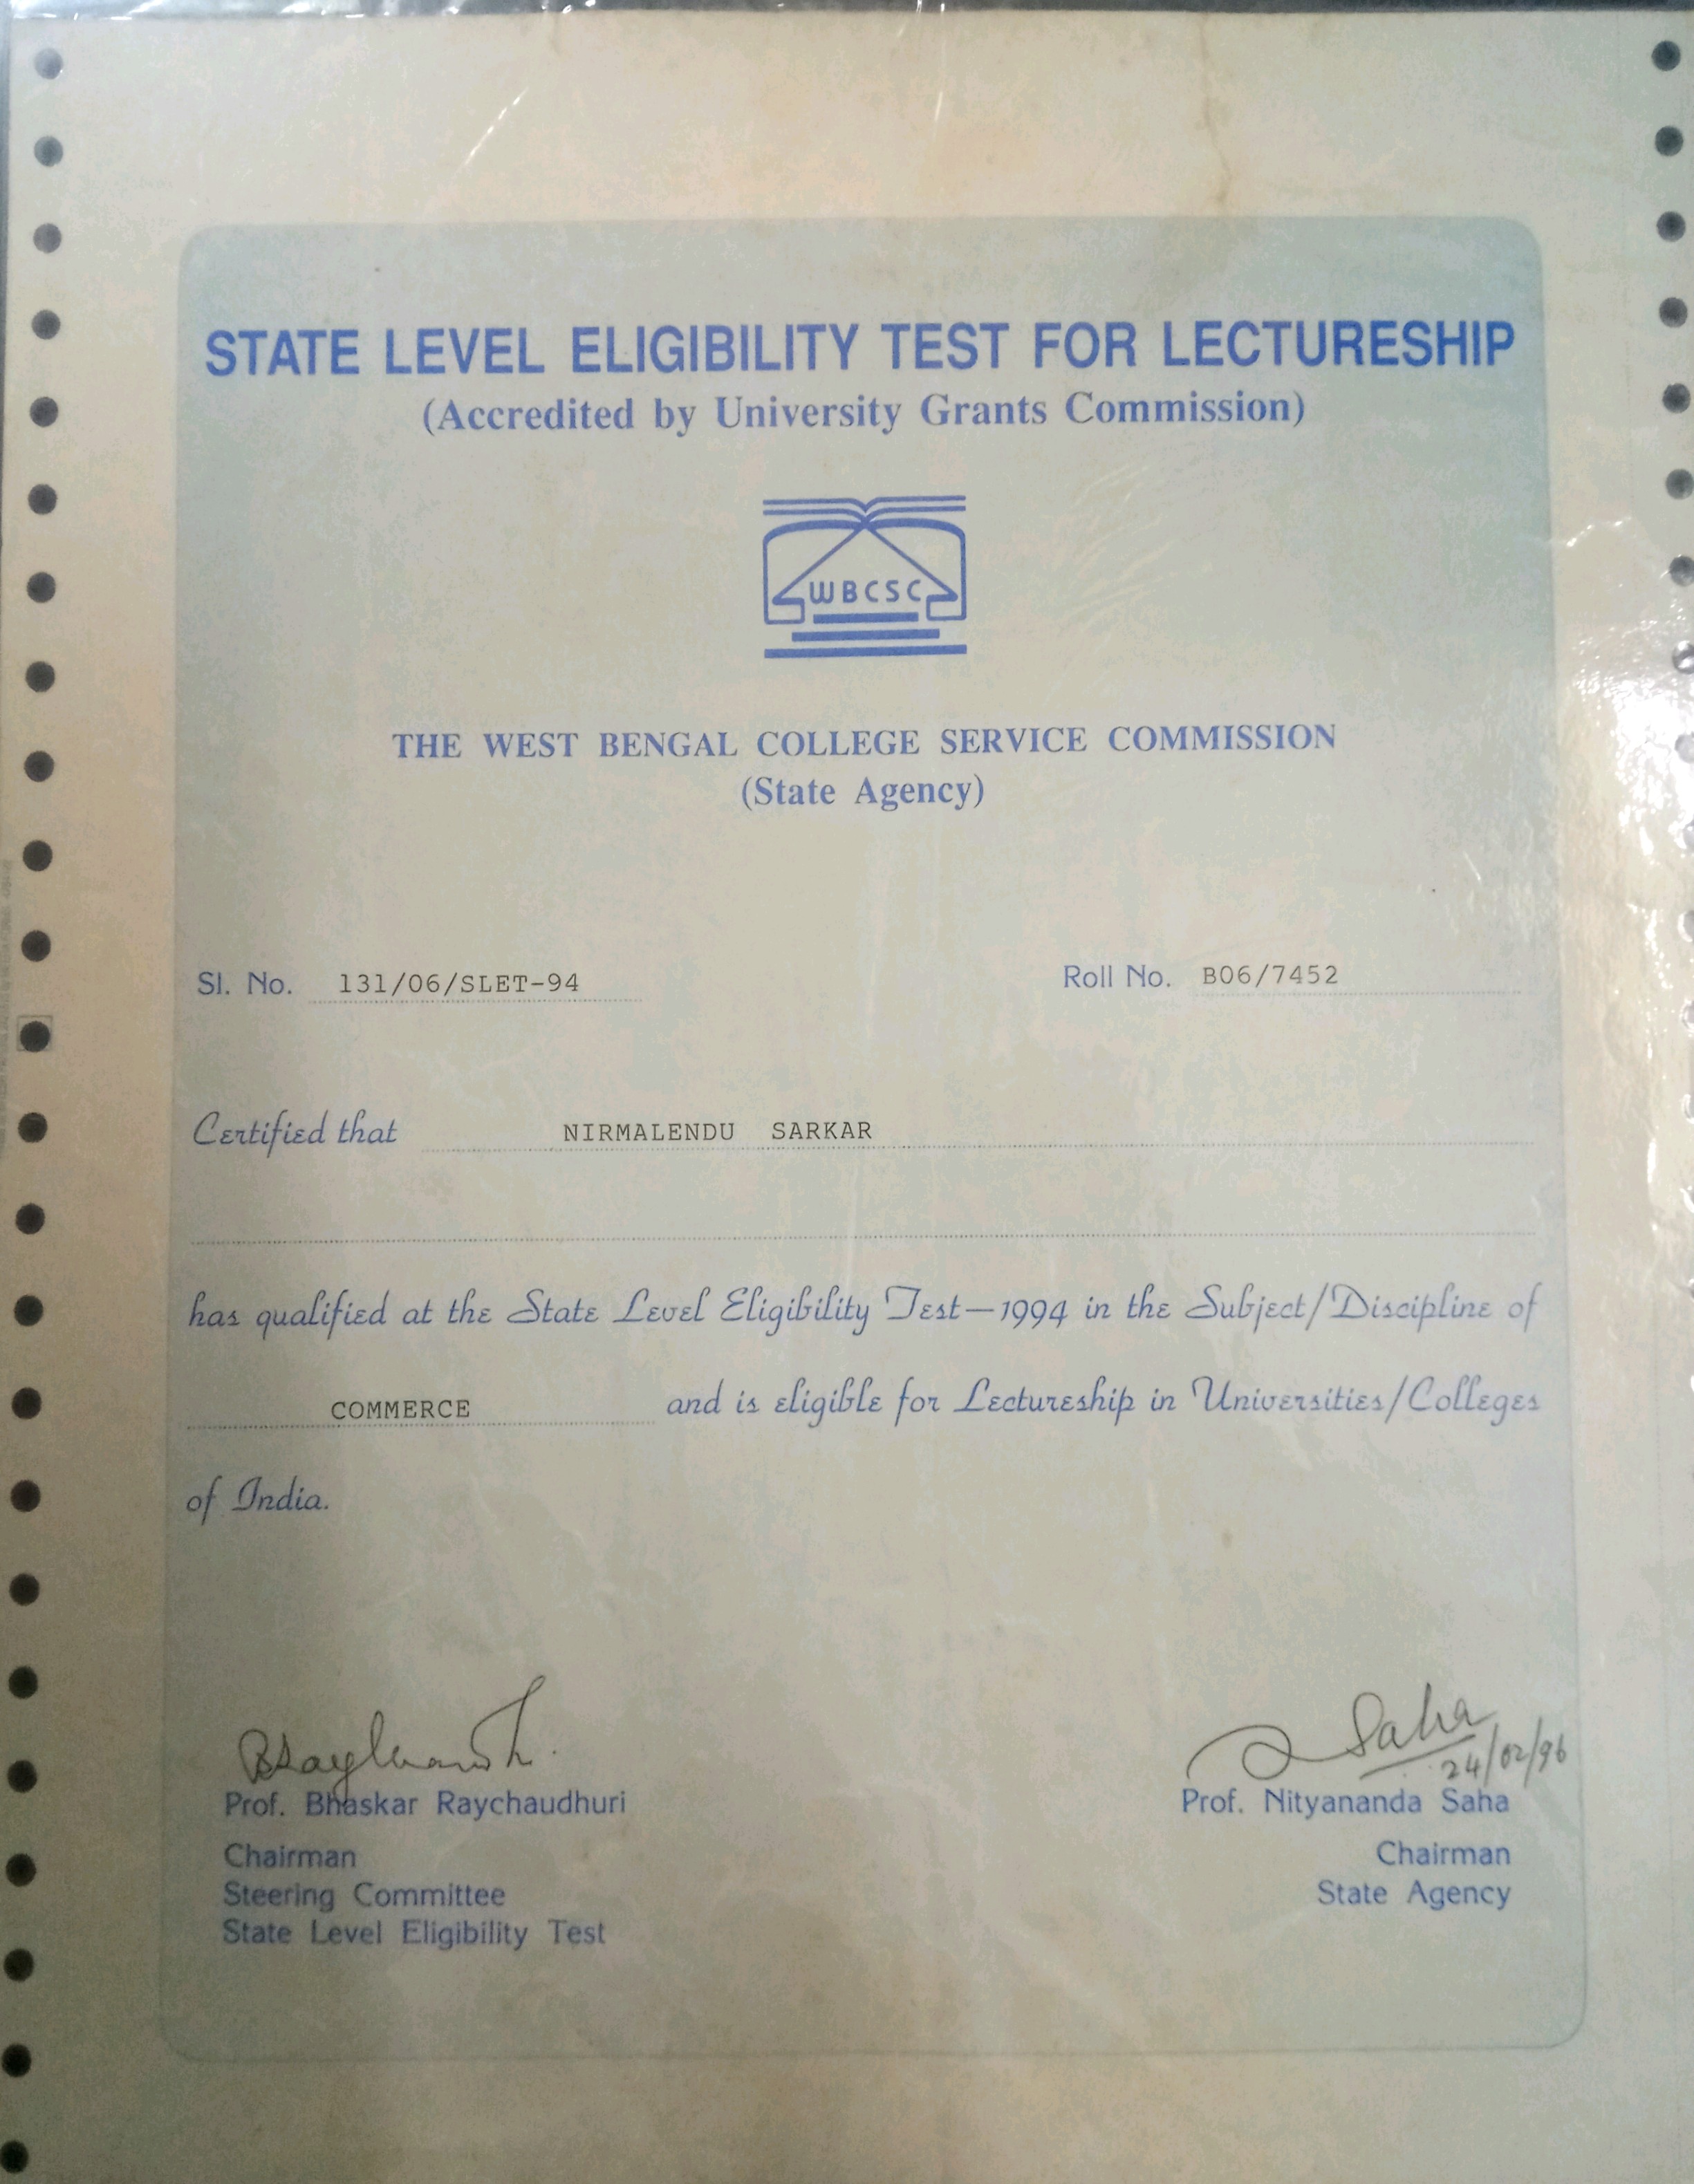 STATE LEVEL ELIGIBILITY TEST FOR LECTURESHIP
(Accredited by University Grants Commission)
WBCSC
THE WEST BENGAL COLLEGE SERVICE COMMISSION
(State Agency)
Sl. No. 131/06/SLET-94 Roll No. B06/7452
Certified that NIRMALENDU SARKAR
has qualified at the State Level Eligibility Test—1994 in the Subject/Discipline of
COMMERCE and is eligible for Lectureship in Universities/Colleges
of India.
Saha
24/02/96
Prof. Bhaskar Raychaudhuri Prof. Nityananda Saha
Chairman Chairman
Steering Committee State Agency
State Level Eligibility Test